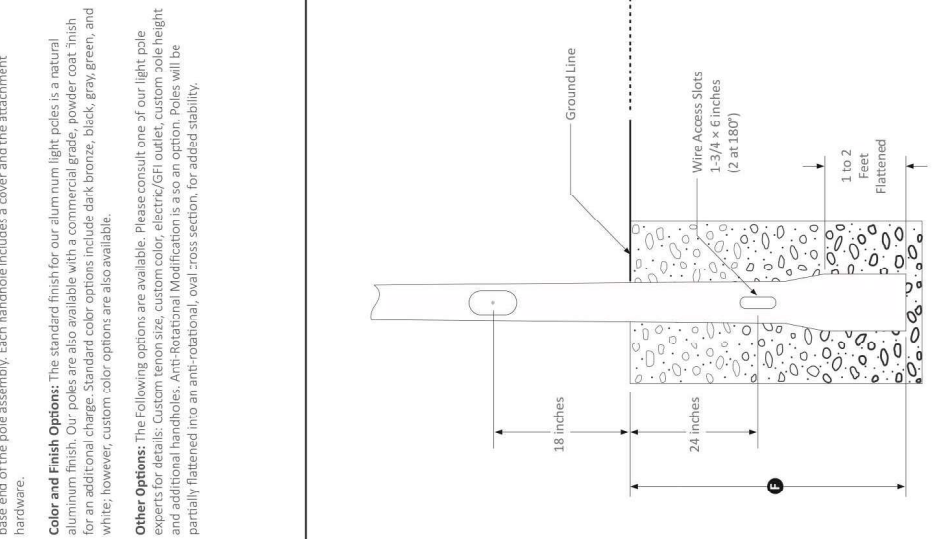 base end of the pole assembly. Each handhole includes a cover and the attachment
hardware.
Color and Finish Options: The standard finish for our aluminum light poles is a natural
aluminum finish. Our poles are also available with a commercial grade, powder coat finish
for an additional charge. Standard color options include dark bronze, black, gray, green, and
white; however, custom color options are also available.
Other Options: The Following options are available. Please consult one of our light pole
experts for details: Custom tenon size, custom color, electric/GFI outlet, custom pole height
and additional handholes. Anti-Rotational Modification is also an option. Poles will be
partially flattened into an anti-rotational, oval cross section, for added stability.
Ground Line
Wire Access Slots
1-3/4 × 6 inches
(2 at 180°)
1 to 2
Feet
Flattened
18 inches
24 inches
F